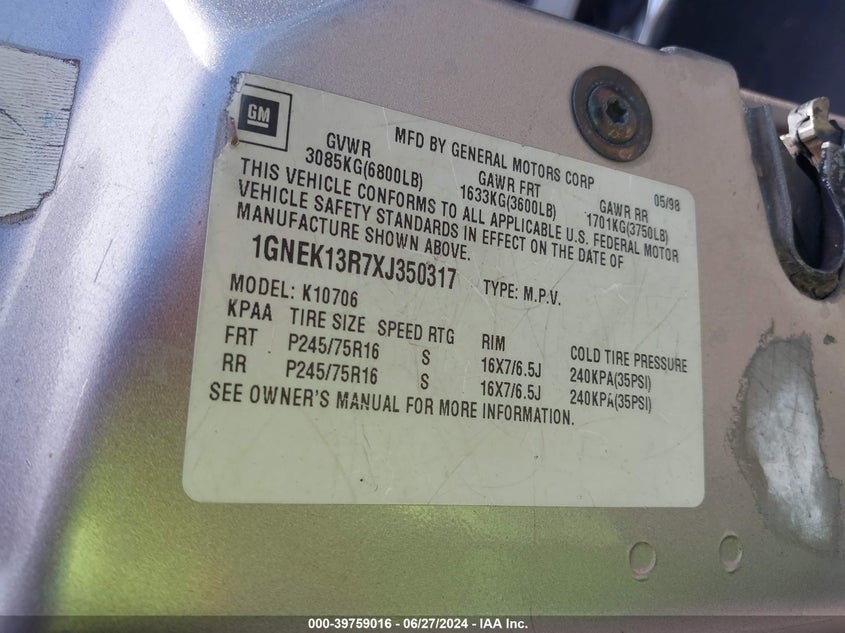 GM
MFD BY GENERAL MOTORS CORP 05/98
GVWR GAWR FRT GAWR RR
3085KG(6800LB) 1633KG(3600LB) 1701KG(3750LB)
THIS VEHICLE CONFORMS TO ALL APPLICABLE U.S. FEDERAL MOTOR
VEHICLE SAFETY STANDARDS IN EFFECT ON THE DATE OF
MANUFACTURE SHOWN ABOVE.
1GNEK13R7XJ350317 TYPE: M.P.V.
MODEL: K10706
KPAA TIRE SIZE SPEED RTG RIM COLD TIRE PRESSURE
FRT P245/75R16 S 16X7/6.5J 240KPA(35PSI)
RR P245/75R16 S 16X7/6.5J 240KPA(35PSI)
SEE OWNER'S MANUAL FOR MORE INFORMATION.
000-39759016 - 06/27/2024 - IAA Inc.